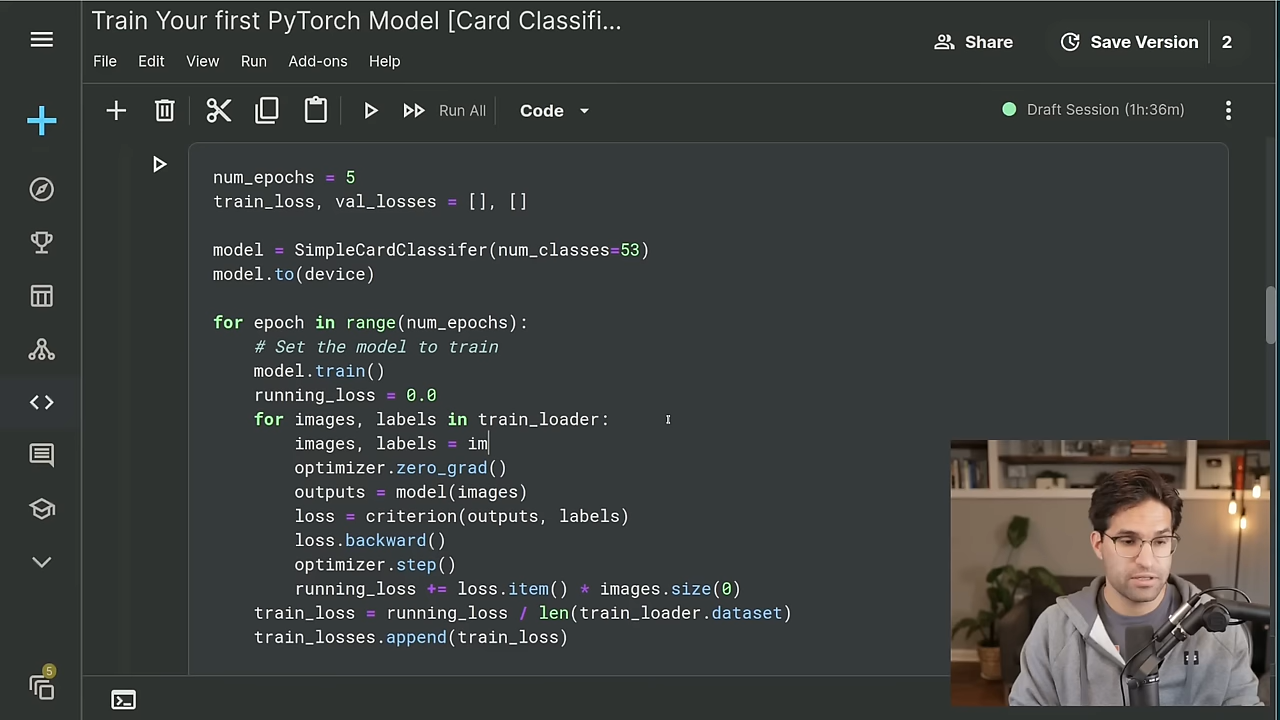 Train Your first PyTorch Model [Card Classifi...
File Edit View Run Add-ons Help
Share
Save Version 2
Run All
Code
Draft Session (1h:36m)
num_epochs = 5
train_loss, val_losses = [], []
model = SimpleCardClassifer(num_classes=53)
model.to(device)
for epoch in range(num_epochs):
# Set the model to train
model.train()
running_loss = 0.0
for images, labels in train_loader:
images, labels = im
optimizer.zero_grad()
outputs = model(images)
loss = criterion(outputs, labels)
loss.backward()
optimizer.step()
running_loss += loss.item() * images.size(0)
train_loss = running_loss / len(train_loader.dataset)
train_losses.append(train_loss)
5